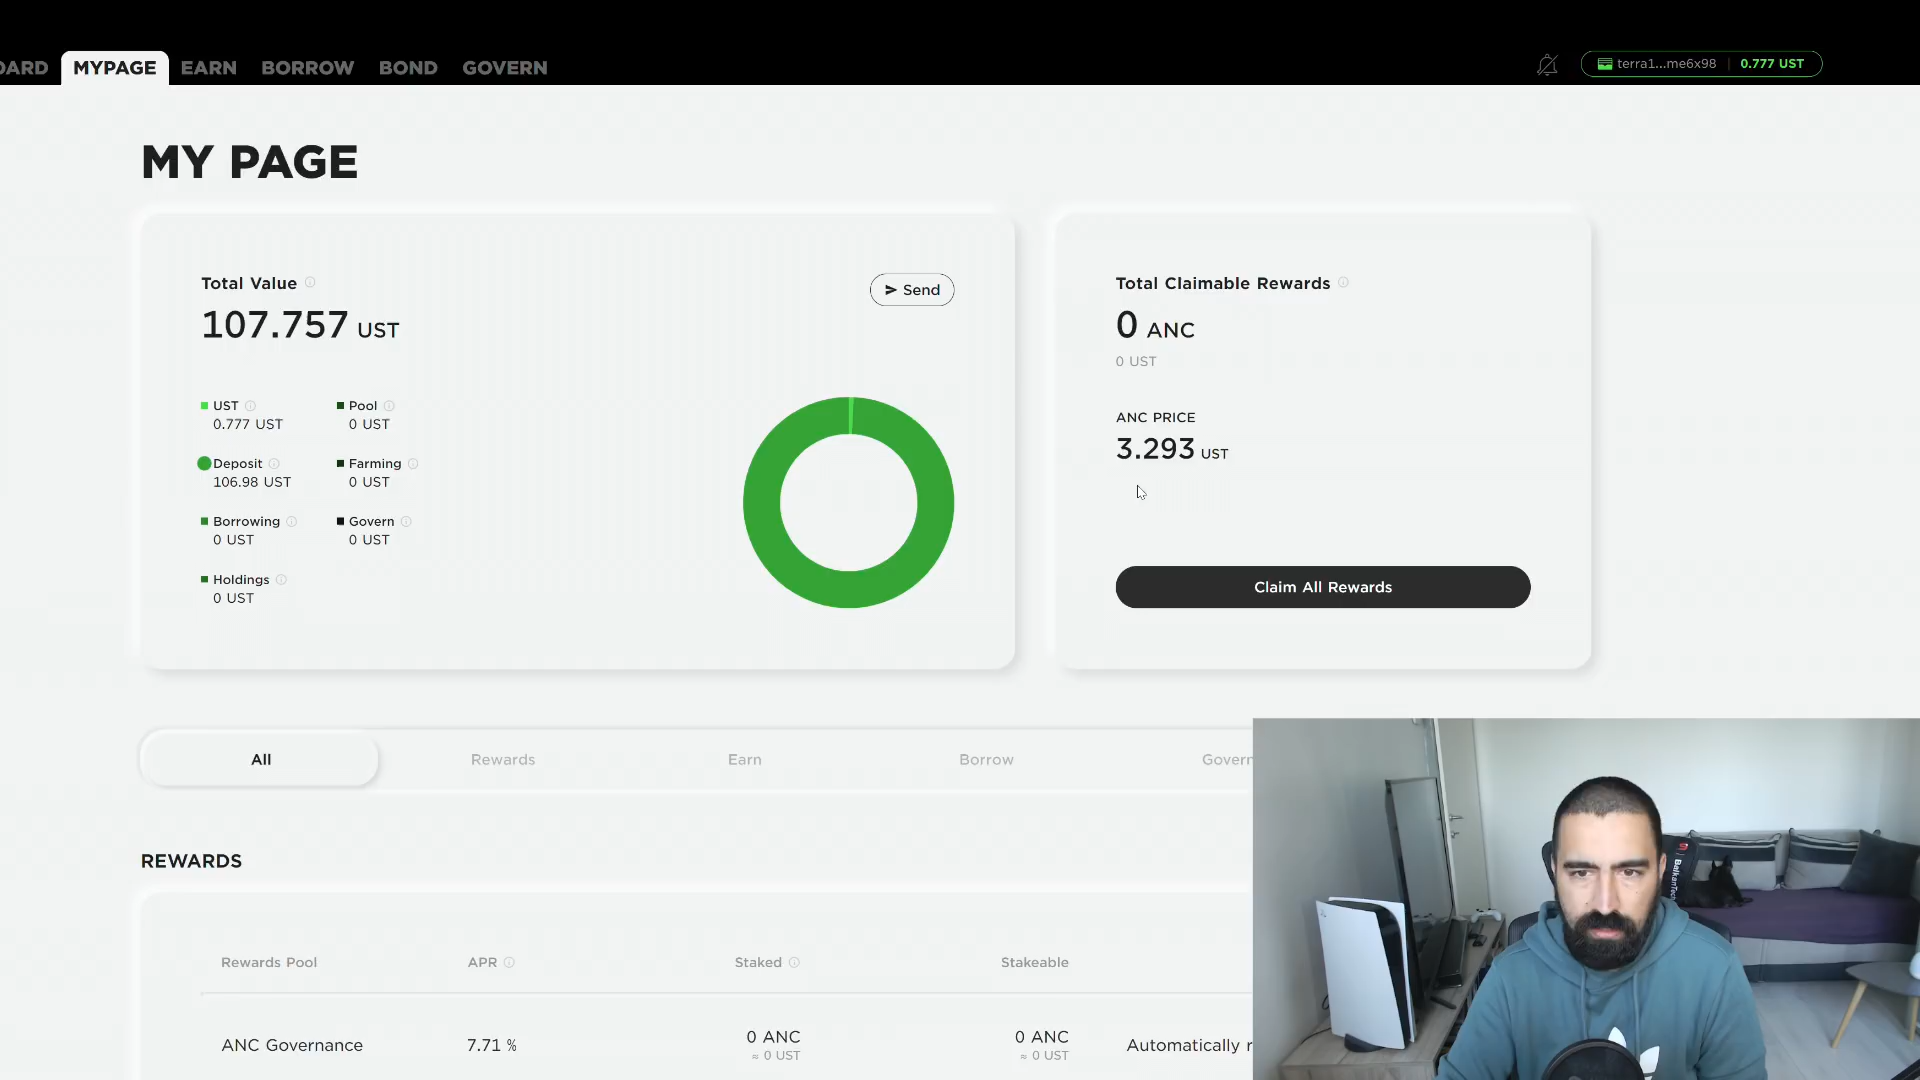 OARD MYPAGE EARN BORROW BOND GOVERN
terra1...me6x98 0.777 UST
MY PAGE
Total Value
107.757 UST
Send
UST
0.777 UST
Pool
0 UST
Deposit
106.98 UST
Farming
0 UST
Borrowing
0 UST
Govern
0 UST
Holdings
0 UST
Total Claimable Rewards
0 ANC
0 UST
ANC PRICE
3.293 UST
Claim All Rewards
All Rewards Earn Borrow Govern
REWARDS
Rewards Pool APR Staked Stakeable
ANC Governance 7.71 % 0 ANC 0 ANC Automatically r
≈ 0 UST ≈ 0 UST
BalkanTech